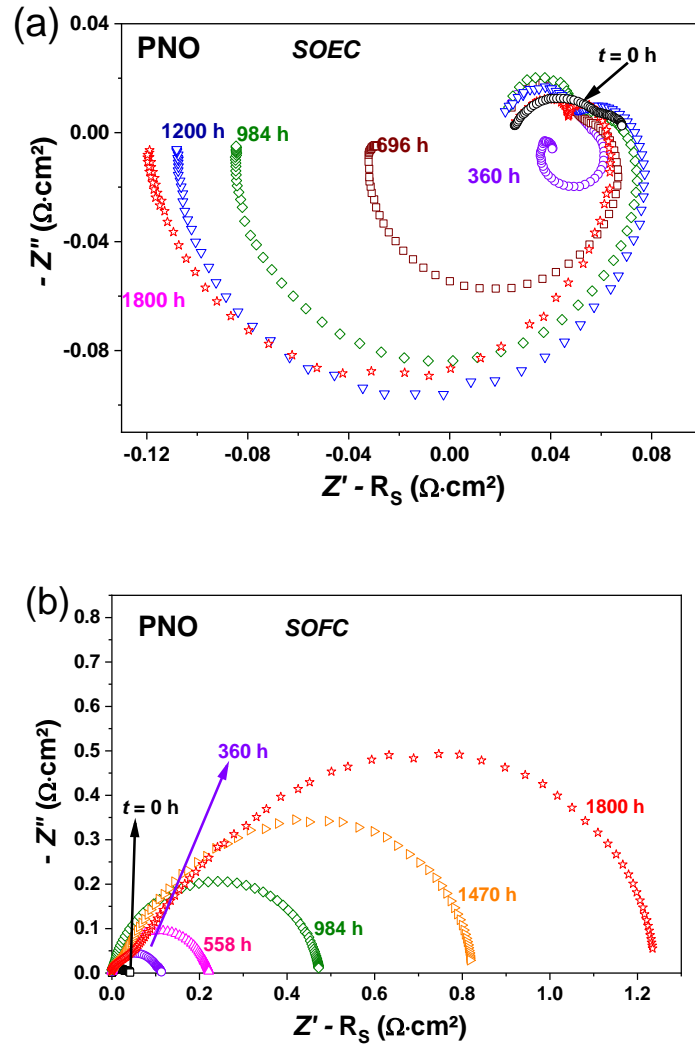 (a)
PNO SOEC
t = 0 h
1200 h 984 h 696 h 360 h
1800 h
0.04
0.00
-0.04
-0.08
-0.12 -0.08 -0.04 0.00 0.04 0.08
- Z'' (Ω·cm²)
Z' - R_S (Ω·cm²)
(b)
PNO SOFC
360 h
t = 0 h
1800 h
1470 h
984 h
558 h
0.8
0.7
0.6
0.5
0.4
0.3
0.2
0.1
0.0
0.0 0.2 0.4 0.6 0.8 1.0 1.2
- Z'' (Ω·cm²)
Z' - R_S (Ω·cm²)